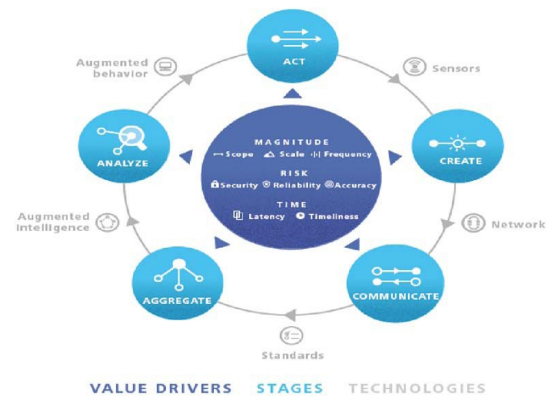 ACT
Augmented
behavior
Sensors
MAGNITUDE
Scope Scale Frequency
ANALYZE
CREATE
RISK
Security Reliability Accuracy
TIME
Latency Timeliness
Augmented
intelligence
Network
AGGREGATE
COMMUNICATE
Standards
VALUE DRIVERS STAGES TECHNOLOGIES